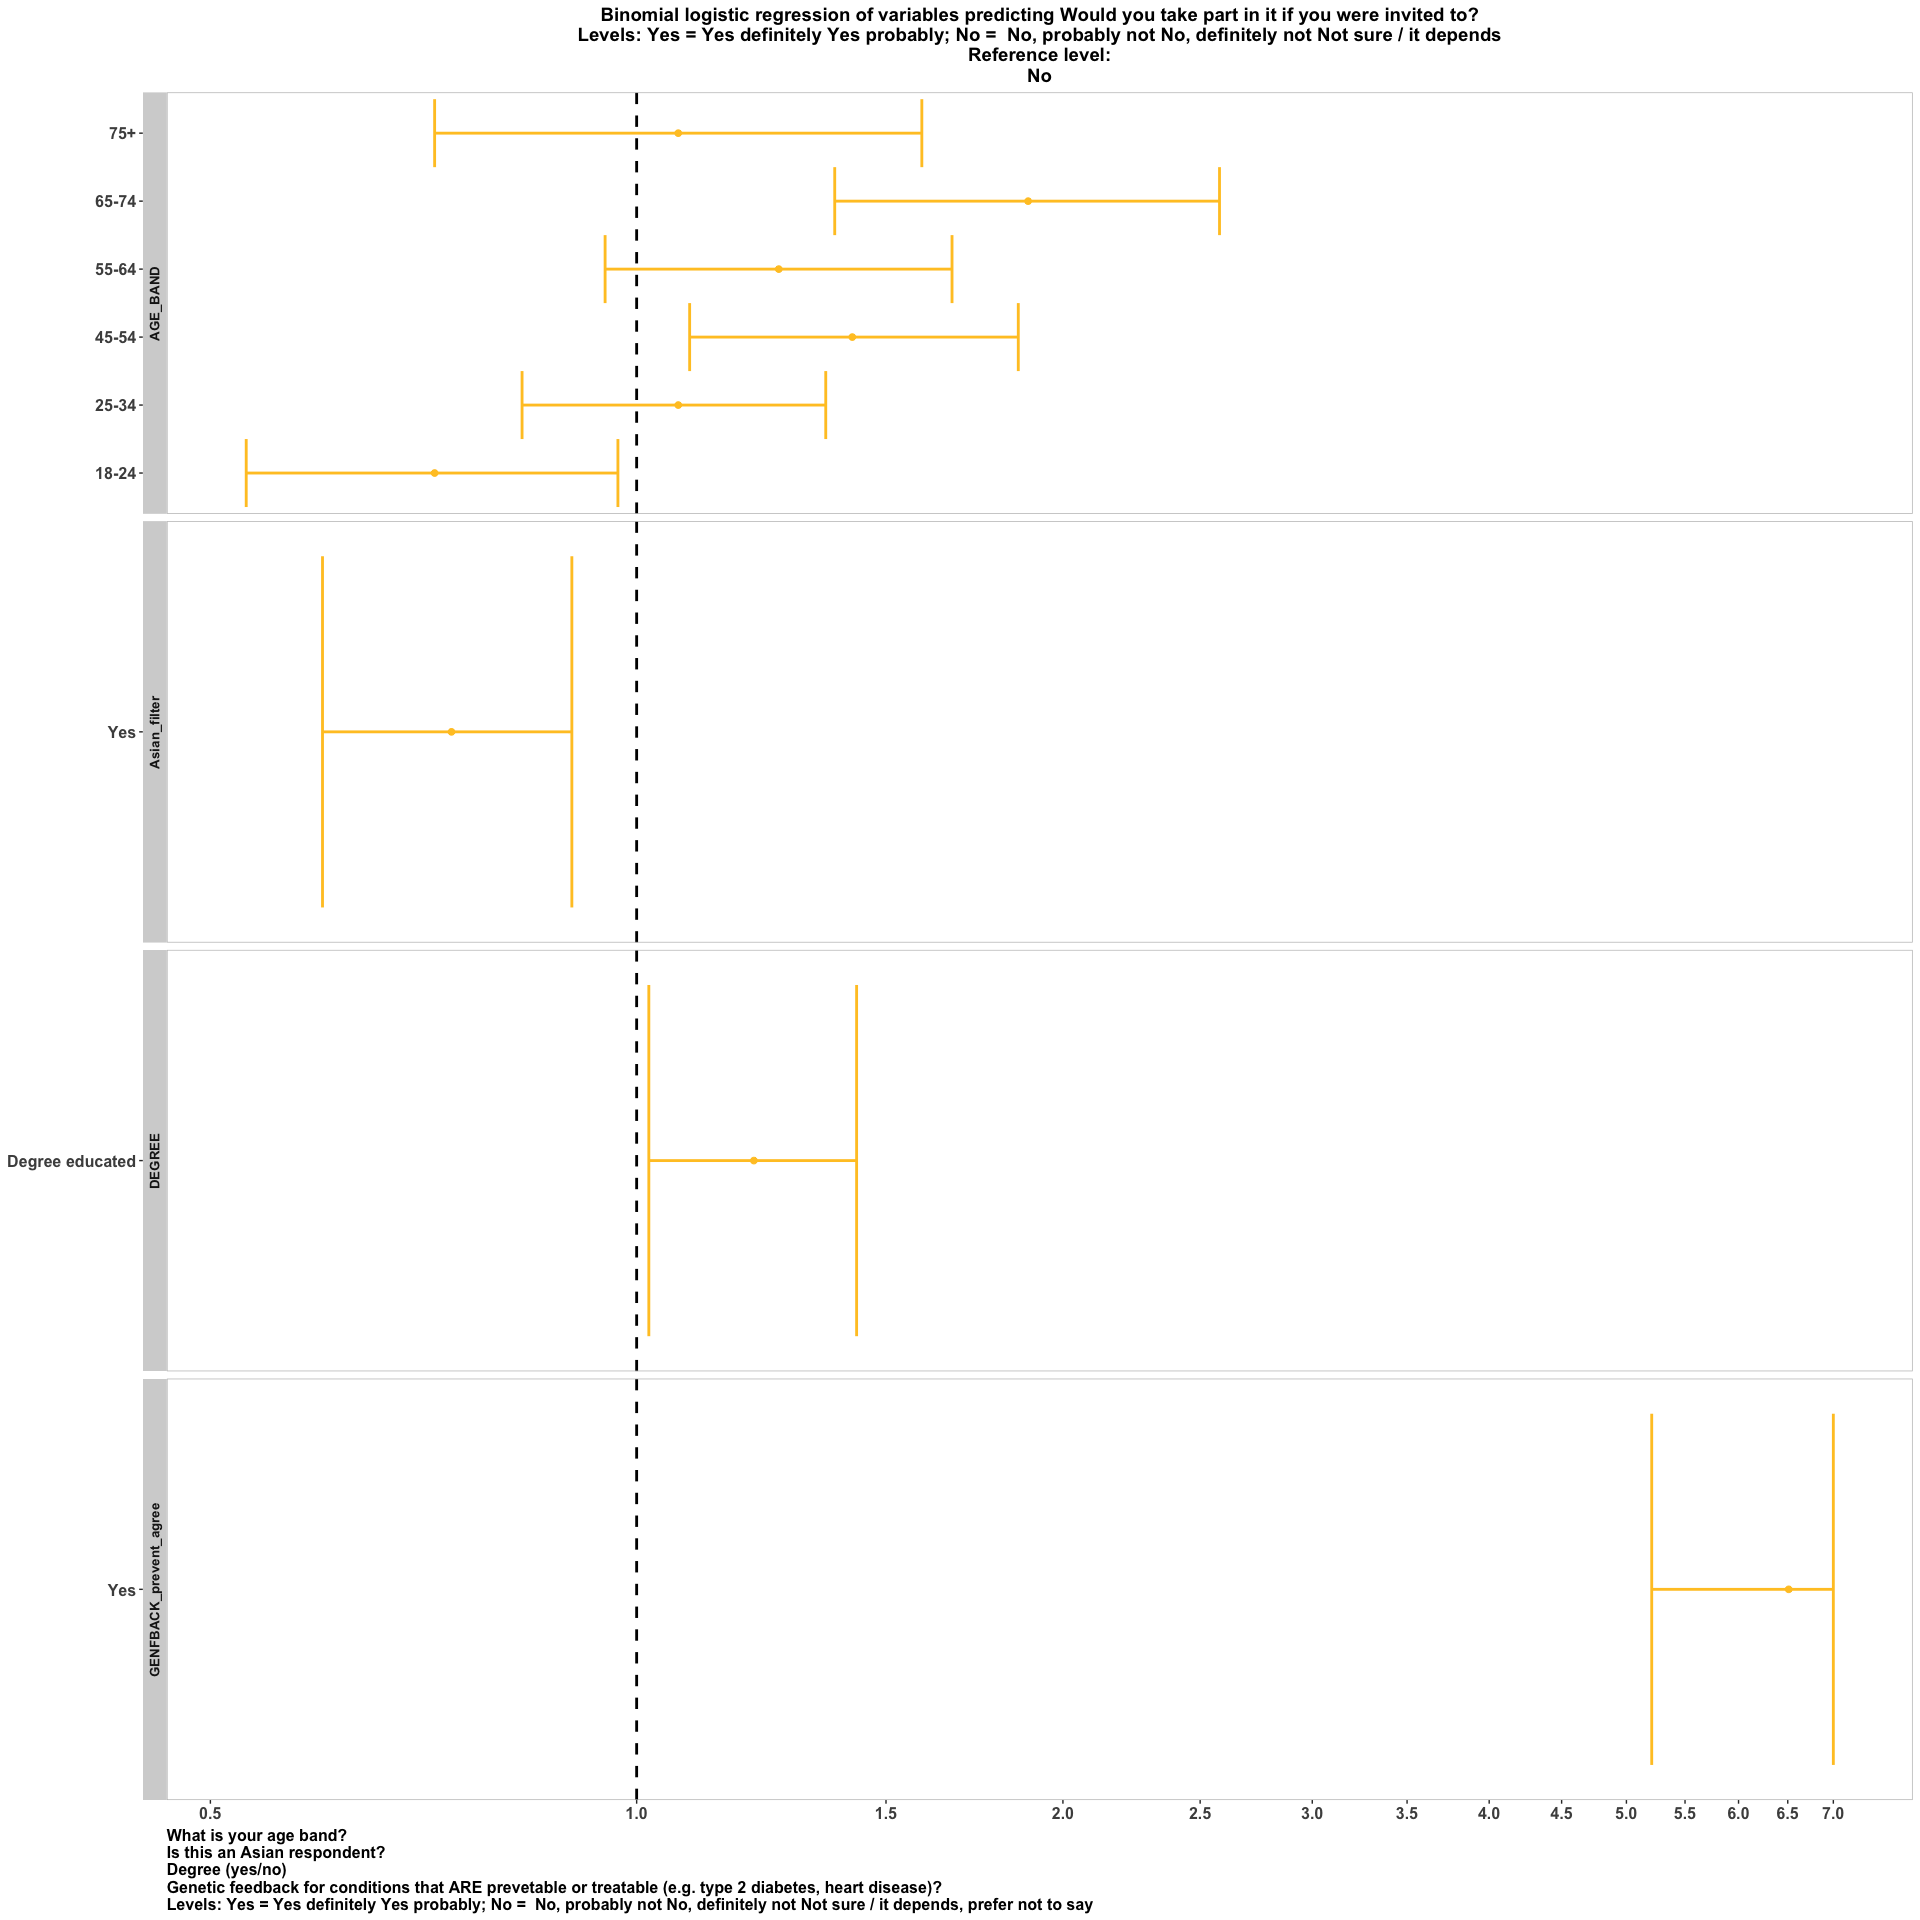 Binomial logistic regression of variables predicting Would you take part in it if you were invited to?
Levels: Yes = Yes definitely Yes probably; No =  No, probably not No, definitely not Not sure / it depends
Reference level:
No
AGE_BAND
75+
65-74
55-64
45-54
25-34
18-24
Asian_filter
Yes
DEGREE
Degree educated
GENFBACK_prevent_agree
Yes
0.5 1.0 1.5 2.0 2.5 3.0 3.5 4.0 4.5 5.0 5.5 6.0 6.5 7.0
What is your age band?
Is this an Asian respondent?
Degree (yes/no)
Genetic feedback for conditions that ARE prevetable or treatable (e.g. type 2 diabetes, heart disease)?
Levels: Yes = Yes definitely Yes probably; No =  No, probably not No, definitely not Not sure / it depends, prefer not to say